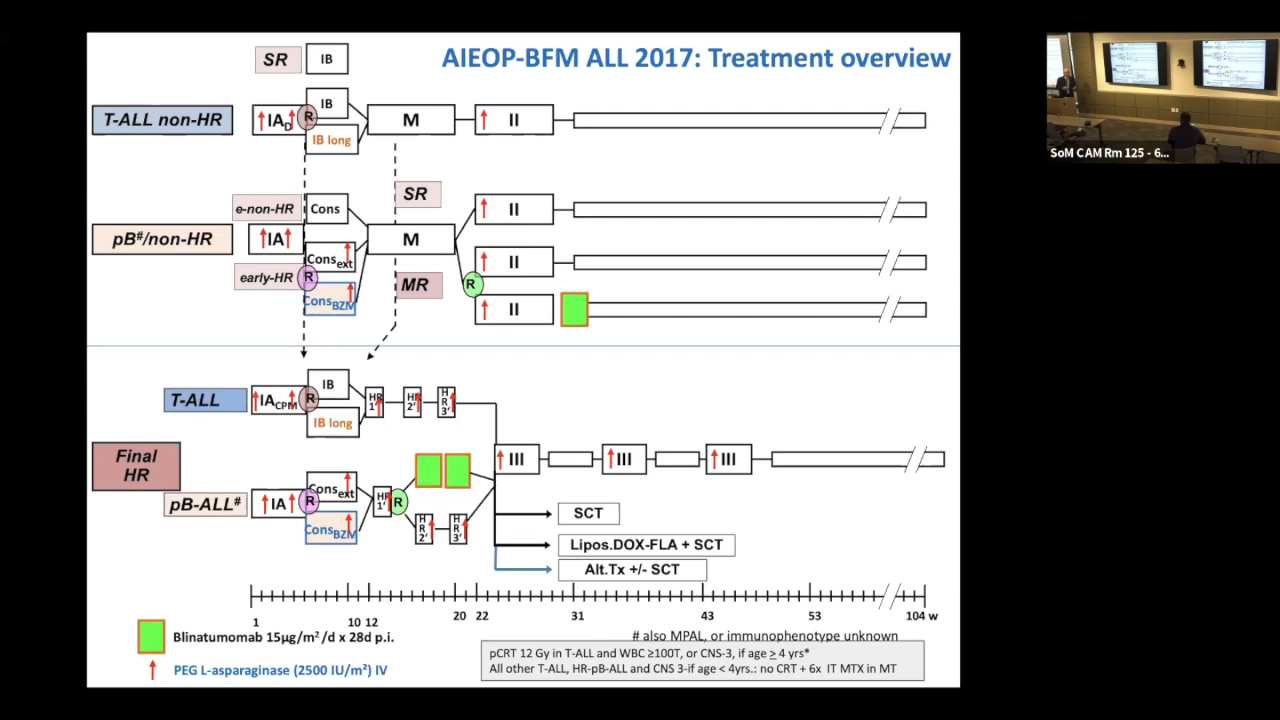 AIEOP-BFM ALL 2017: Treatment overview
SR
IB
T-ALL non-HR
IA D
R
IB
IB long
M
II
e-non-HR
Cons
SR
II
pB#/non-HR
IA
M
Cons ext
II
early-HR
R
Cons BZM
MR
R
II
T-ALL
IA CPM
R
IB
IB long
HR 1'
HR 2'
HR 3'
Final
HR
III
III
III
pB-ALL#
IA
R
Cons ext
Cons BZM
HR 1'
R
HR 2'
HR 3'
SCT
Lipos.DOX-FLA + SCT
Alt.Tx +/- SCT
1 10 12 20 22 31 43 53 104 w
Blinatumomab 15µg/m²/d x 28d p.i.
# also MPAL, or immunophenotype unknown
PEG L-asparaginase (2500 IU/m²) IV
pCRT 12 Gy in T-ALL and WBC ≥100T, or CNS-3, if age ≥ 4 yrs*
All other T-ALL, HR-pB-ALL and CNS 3-if age < 4yrs.: no CRT + 6x IT MTX in MT
SoM CAM Rm 125 - 6...